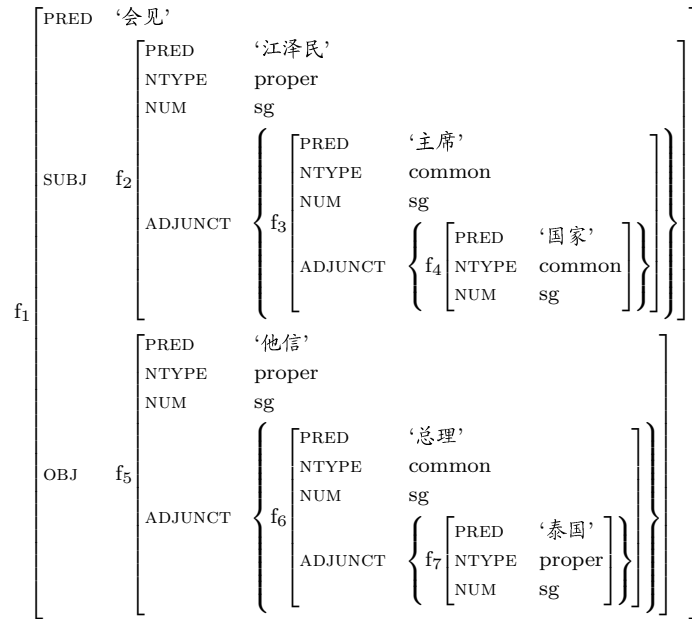 PRED ‘会见’
PRED ‘江泽民’
NTYPE proper
NUM sg
PRED ‘主席’
NTYPE common
SUBJ f2 NUM sg
ADJUNCT f3
PRED ‘国家’
ADJUNCT f4 NTYPE common
NUM sg
f1
PRED ‘他信’
NTYPE proper
NUM sg
PRED ‘总理’
NTYPE common
OBJ f5 NUM sg
ADJUNCT f6
PRED ‘泰国’
ADJUNCT f7 NTYPE proper
NUM sg